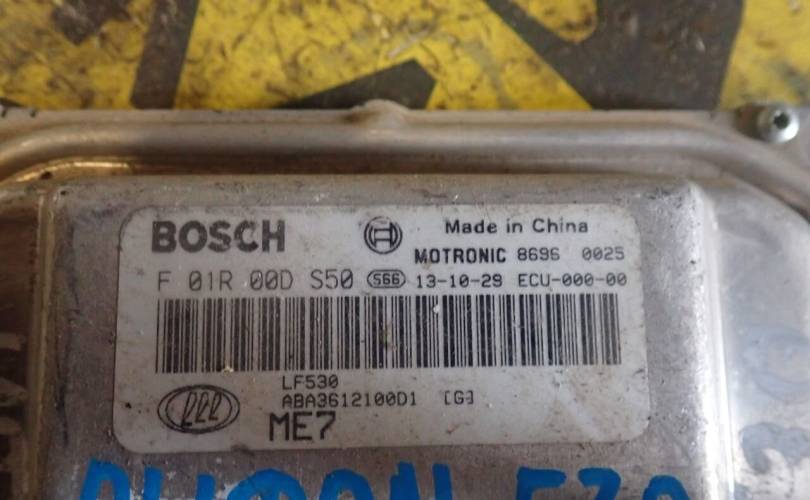 BOSCH
Made in China
MOTRONIC 8696 0025
F 01R 00D S50 S66 13-10-29 ECU-000-00
LF530
ABA3612100D1 [G]
ME7